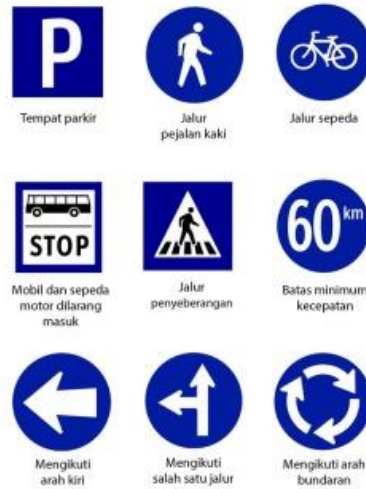 P
Tempat parkir
Jalur
pejalan kaki
Jalur sepeda
STOP
Mobil dan sepeda
motor dilarang
masuk
Jalur
penyeberangan
60 km
Batas minimum
kecepatan
Mengikuti
arah kiri
Mengikuti
salah satu jalur
Mengikuti arah
bundaran